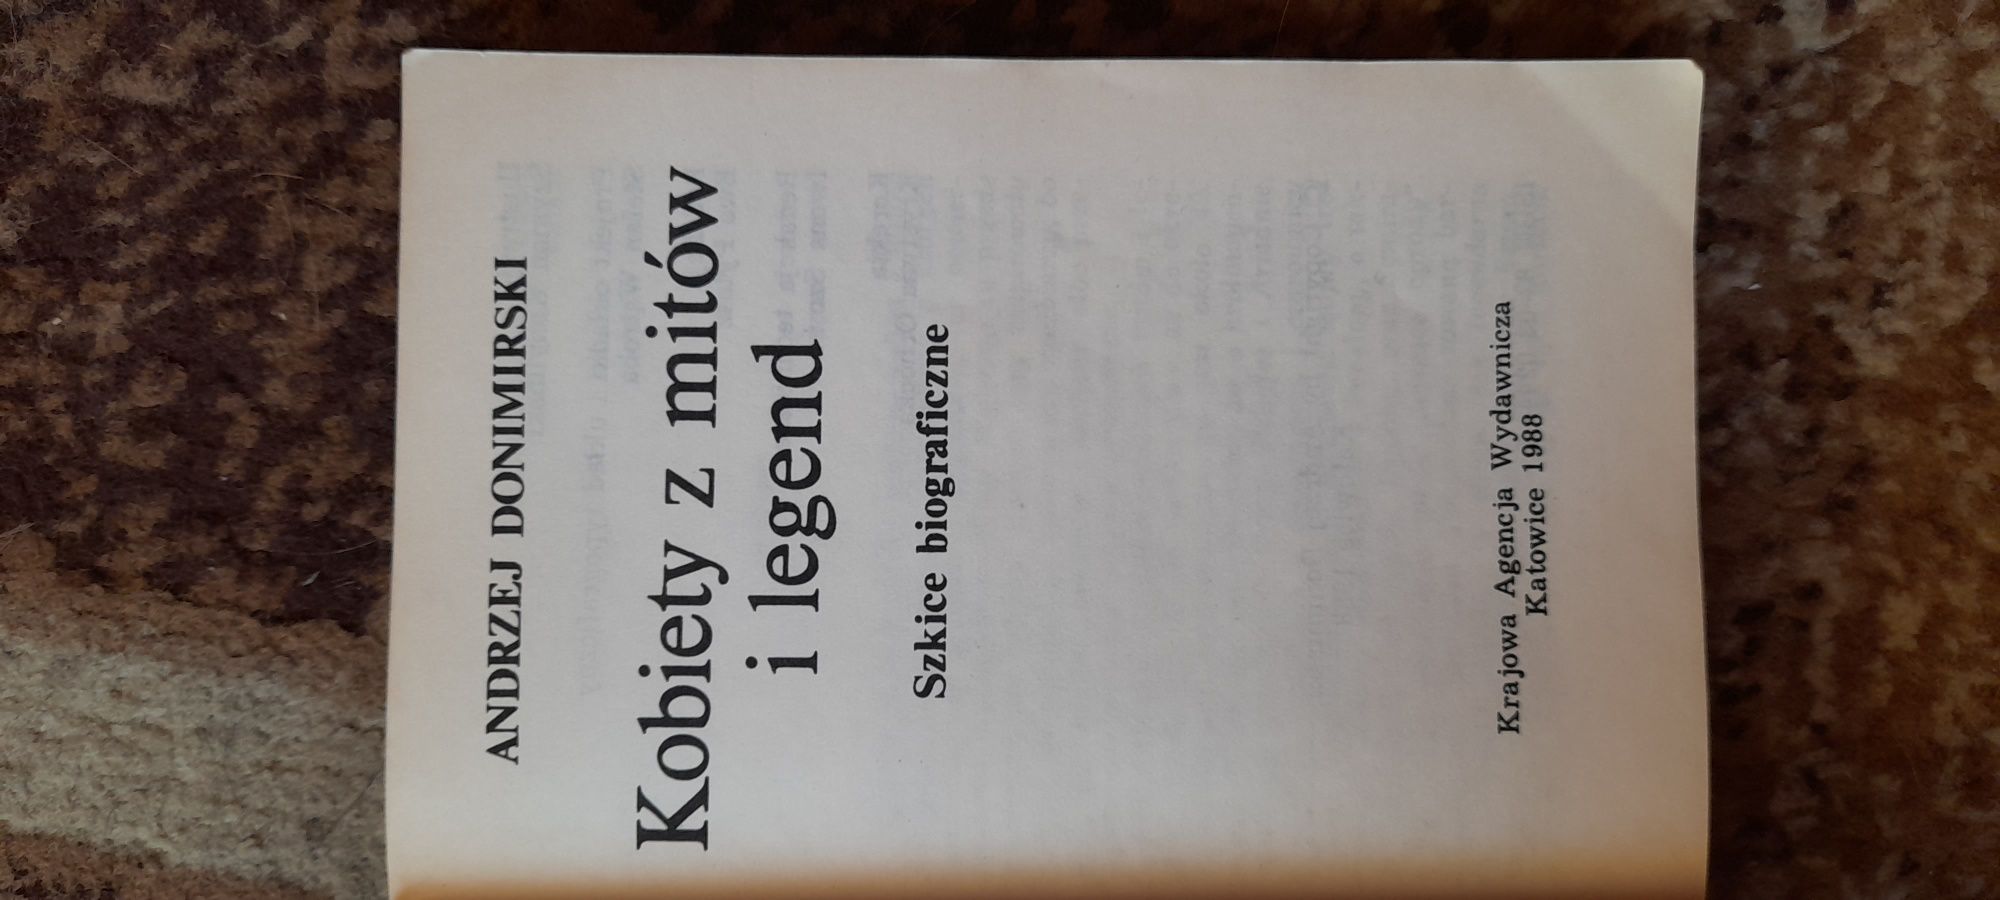 ANDRZEJ DONIMIRSKI
Kobiety z mitów
i legend
Szkice biograficzne
Krajowa Agencja Wydawnicza
Katowice 1988